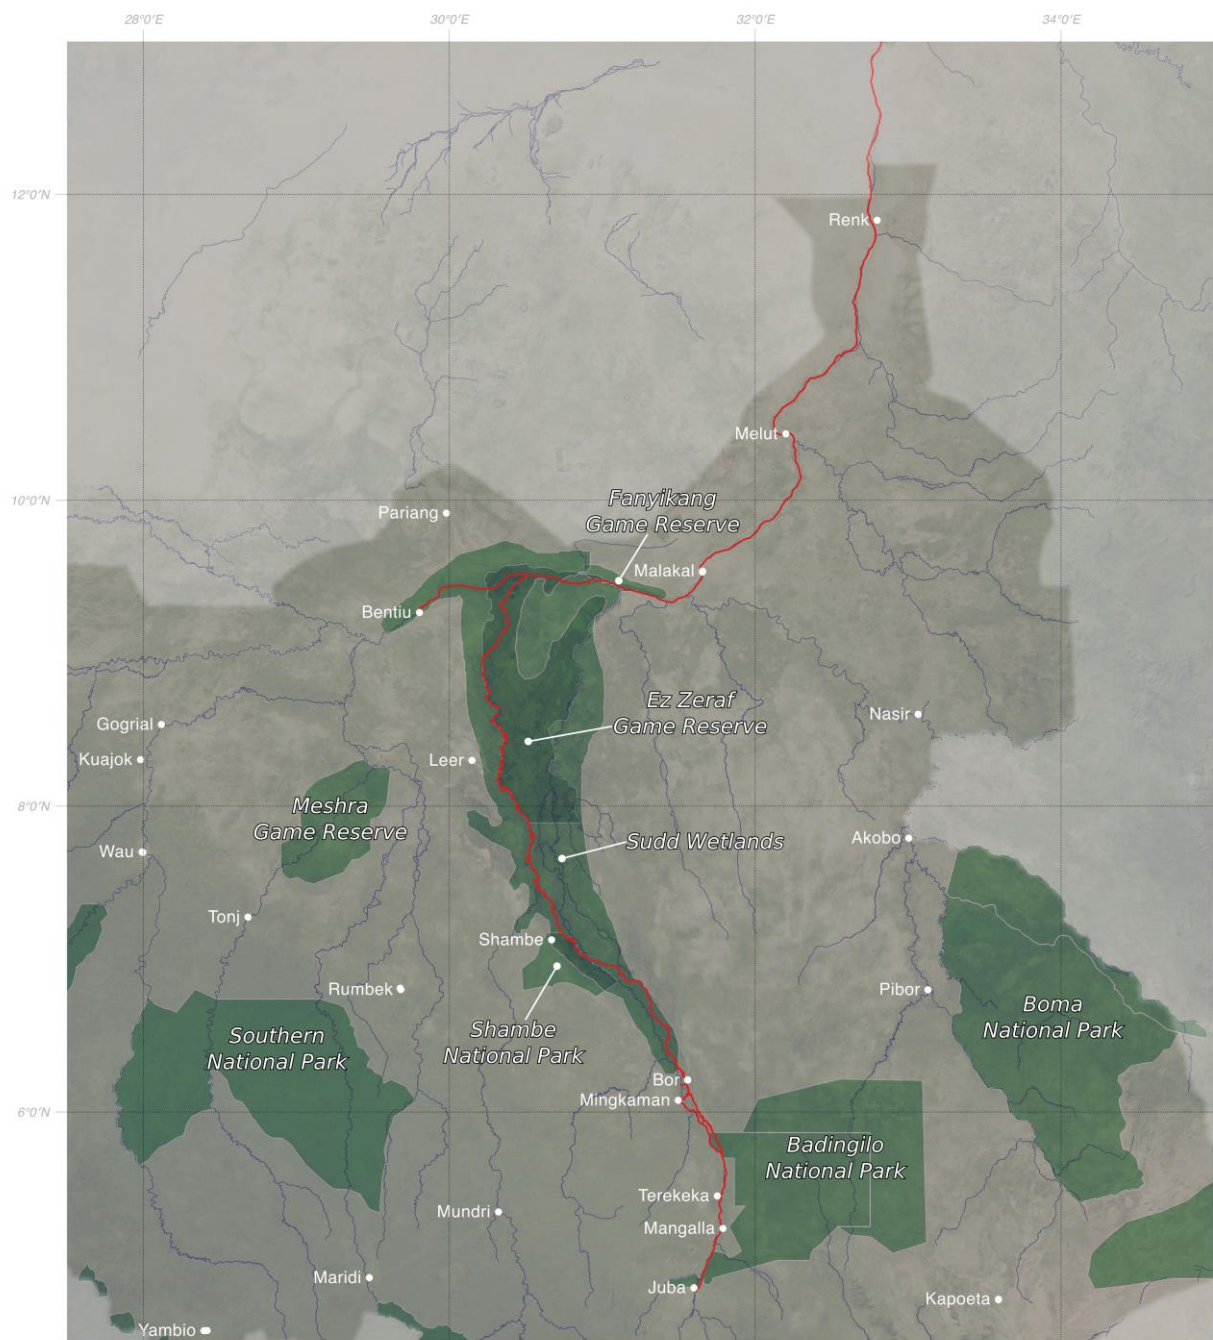 28°0′E
30°0′E
32°0′E
34°0′E
12°0′N
Renk
Melut
10°0′N
Fanyikang
Game Reserve
Pariang
Malakal
Bentiu
Ez Zeraf
Game Reserve
Nasir
Gogrial
Kuajok
Leer
8°0′N
Meshra
Game Reserve
Sudd Wetlands
Akobo
Wau
Tonj
Shambe
Rumbek
Pibor
Shambe
National Park
Southern
National Park
Boma
National Park
Bor
Mingkaman
6°0′N
Badingilo
National Park
Terekeka
Mundri
Mangalla
Maridi
Juba
Kapoeta
Yambio